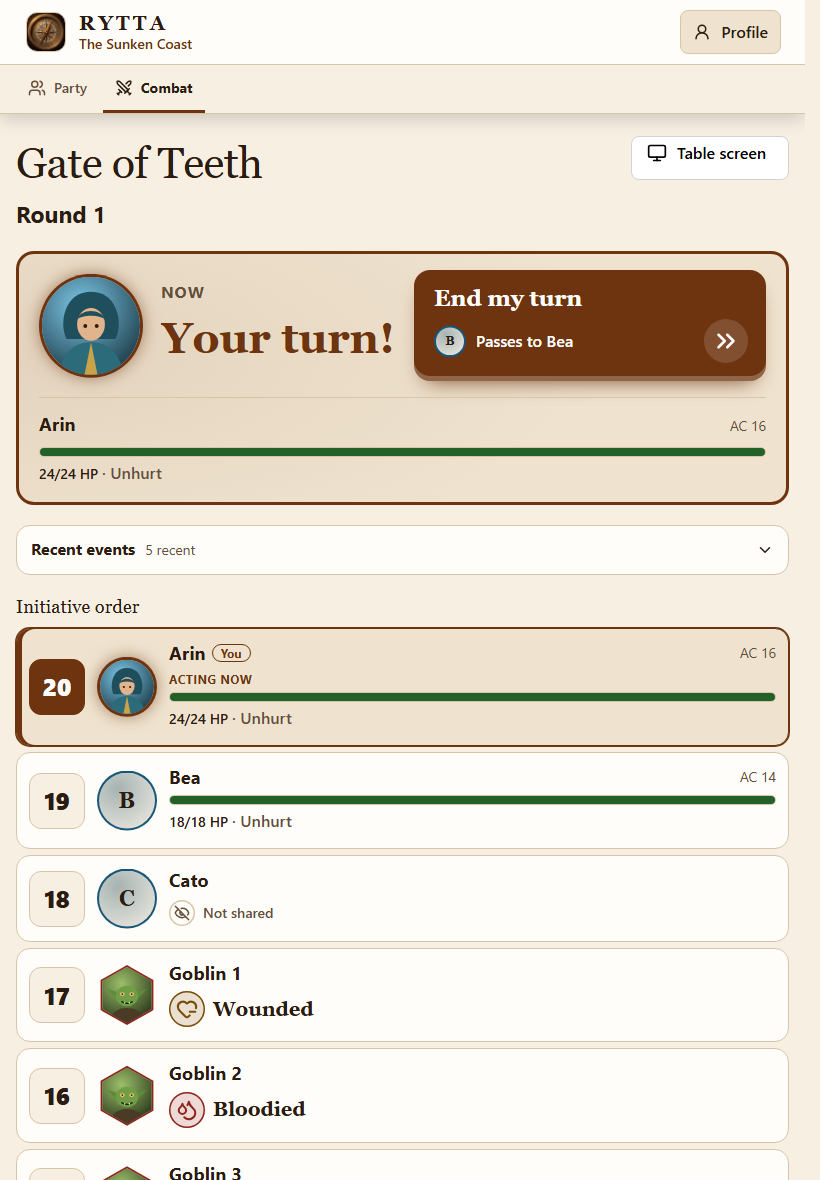 RYTTA
The Sunken Coast
Profile
Party
Combat
Gate of Teeth
Table screen
Round 1
NOW
Your turn!
End my turn
B
Passes to Bea
Arin
AC 16
24/24 HP · Unhurt
Recent events 5 recent
Initiative order
20
Arin You
AC 16
ACTING NOW
24/24 HP · Unhurt
19
B
Bea
AC 14
18/18 HP · Unhurt
18
C
Cato
Not shared
17
Goblin 1
Wounded
16
Goblin 2
Bloodied
Goblin 3